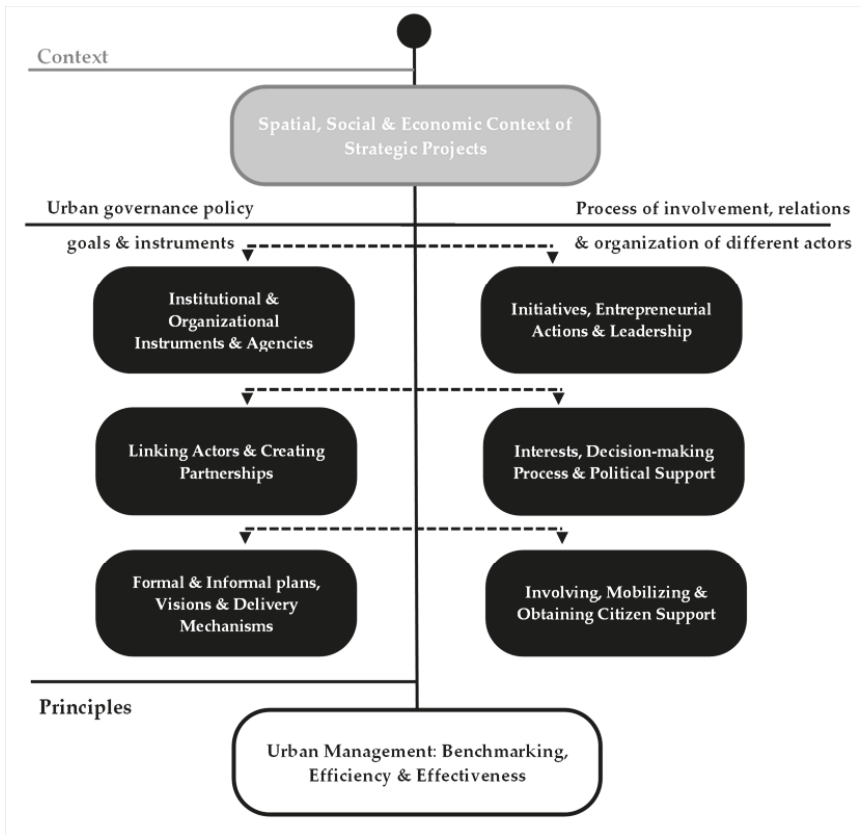 Context
Spatial, Social & Economic Context of
Strategic Projects
Urban governance policy
goals & instruments
Process of involvement, relations
& organization of different actors
Institutional &
Organizational
Instruments & Agencies
Initiatives, Entrepreneurial
Actions & Leadership
Linking Actors & Creating
Partnerships
Interests, Decision-making
Process & Political Support
Formal & Informal plans,
Visions & Delivery
Mechanisms
Involving, Mobilizing &
Obtaining Citizen Support
Principles
Urban Management: Benchmarking,
Efficiency & Effectiveness